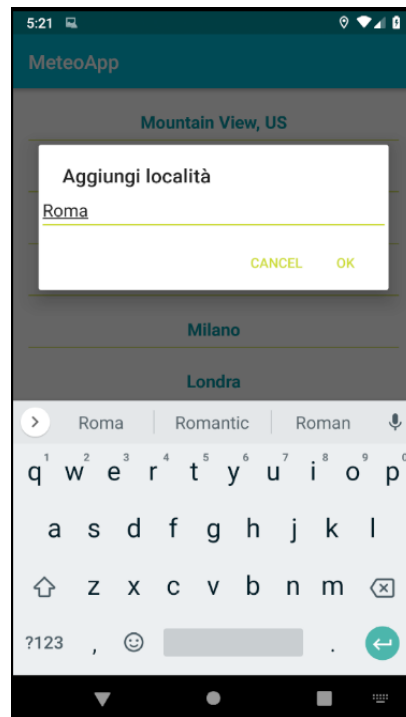 5:21
MeteoApp
Mountain View, US
Aggiungi località
Roma
CANCEL OK
Milano
Londra
Roma Romantic Roman
1 2 3 4 5 6 7 8 9 0
q w e r t y u i o p
a s d f g h j k l
z x c v b n m
?123 , .